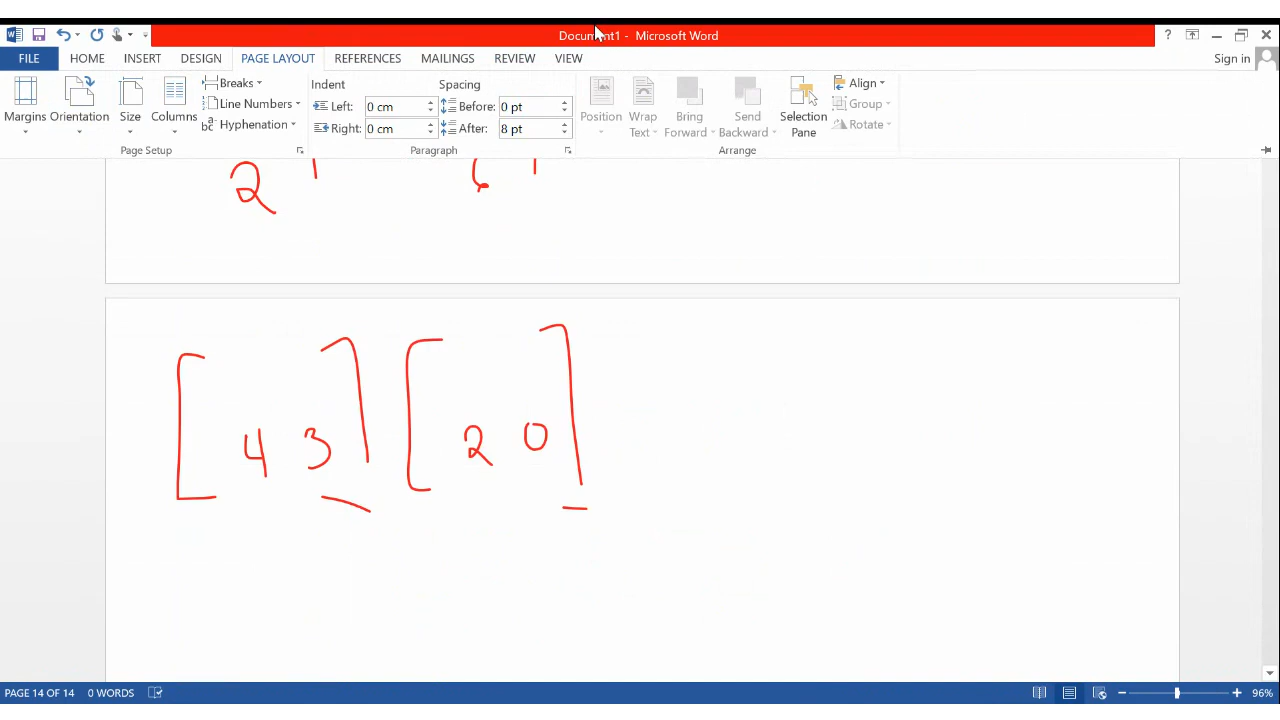 Document1 - Microsoft Word
?
FILE HOME INSERT DESIGN PAGE LAYOUT REFERENCES MAILINGS REVIEW VIEW Sign in
Margins Orientation Size Columns
Breaks
Line Numbers
Hyphenation
Page Setup
Indent Spacing
Left: 0 cm Before: 0 pt
Right: 0 cm After: 8 pt
Paragraph
Position Wrap Text Bring Forward Send Backward Selection Pane
Align
Group
Rotate
Arrange
2
4 3 2 0
PAGE 14 OF 14 0 WORDS 96%